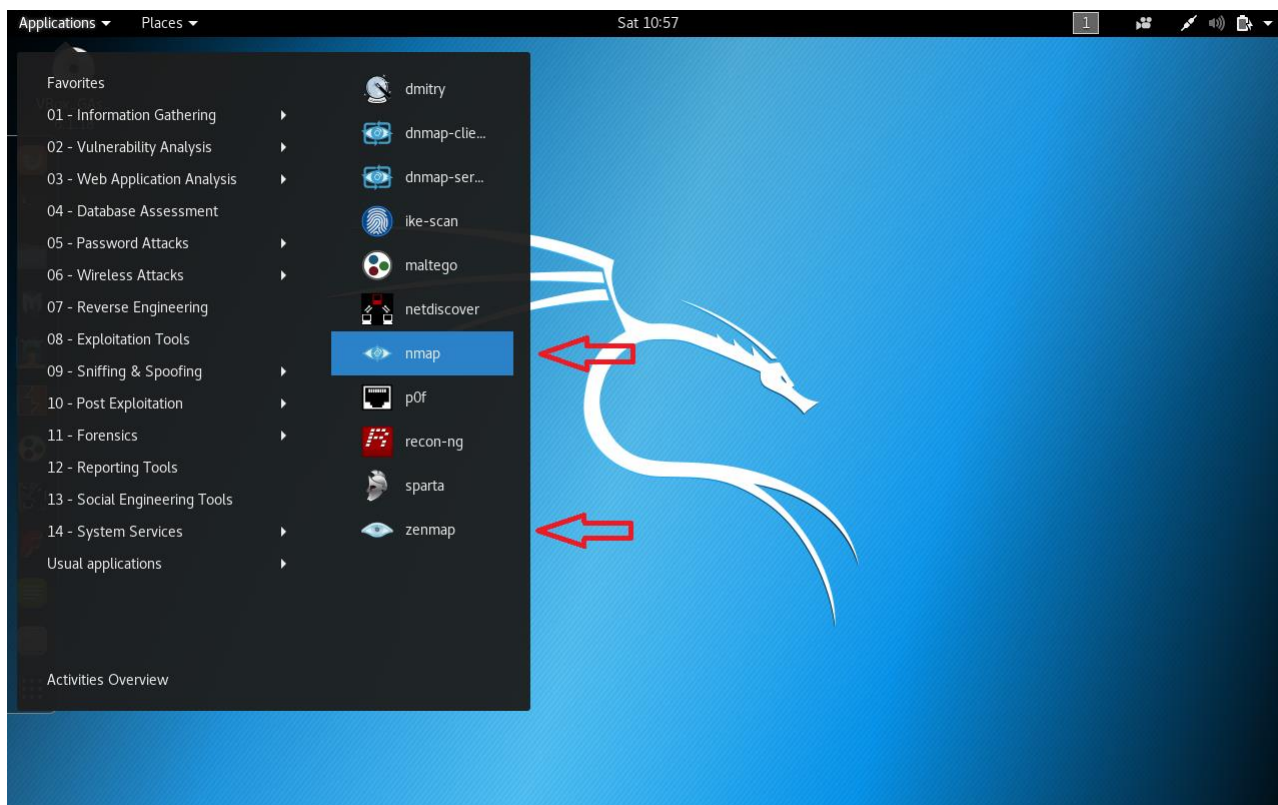 Applications Places Sat 10:57 1
Favorites
01 - Information Gathering
02 - Vulnerability Analysis
03 - Web Application Analysis
04 - Database Assessment
05 - Password Attacks
06 - Wireless Attacks
07 - Reverse Engineering
08 - Exploitation Tools
09 - Sniffing & Spoofing
10 - Post Exploitation
11 - Forensics
12 - Reporting Tools
13 - Social Engineering Tools
14 - System Services
Usual applications
Activities Overview
dmitry
dnmap-clie...
dnmap-ser...
ike-scan
maltego
netdiscover
nmap
p0f
recon-ng
sparta
zenmap